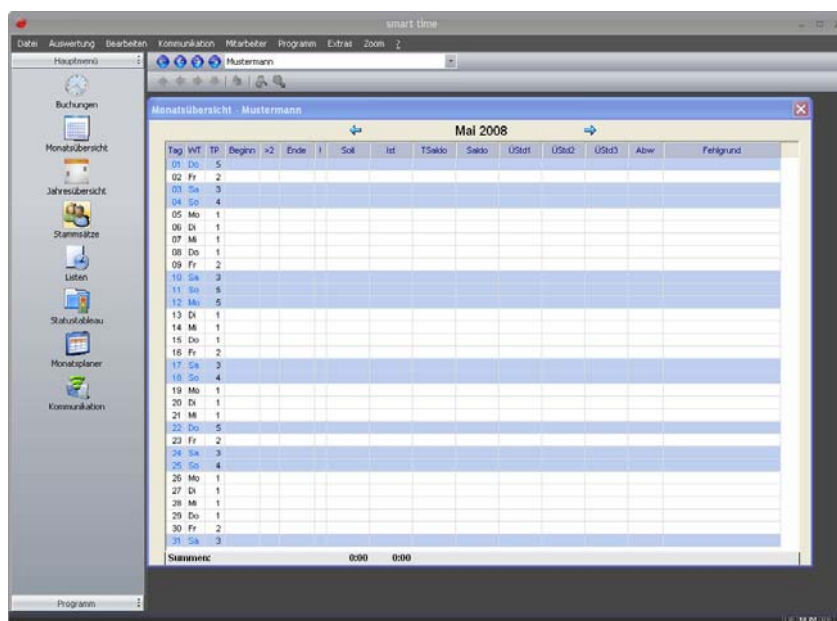 smart time
Datei Auswertung Bearbeiten Kommunikation Mitarbeiter Programm Extras Zoom ?
Hauptmenü
Mustermann
Buchungen
Monatsübersicht
Jahresübersicht
Stammsätze
Listen
Statustableau
Monatsplaner
Kommunikation
Programm
Monatsübersicht - Mustermann
Mai 2008
Tag WT TP Beginn >2 Ende ! Soll Ist TSaldo Saldo ÜStd1 ÜStd2 ÜStd3 Abw Fehlgrund
01 Do 5
02 Fr 2
03 Sa 3
04 So 4
05 Mo 1
06 Di 1
07 Mi 1
08 Do 1
09 Fr 2
10 Sa 3
11 So 5
12 Mo 5
13 Di 1
14 Mi 1
15 Do 1
16 Fr 2
17 Sa 3
18 So 4
19 Mo 1
20 Di 1
21 Mi 1
22 Do 5
23 Fr 2
24 Sa 3
25 So 4
26 Mo 1
27 Di 1
28 Mi 1
29 Do 1
30 Fr 2
31 Sa 3
Summen: 0:00 0:00